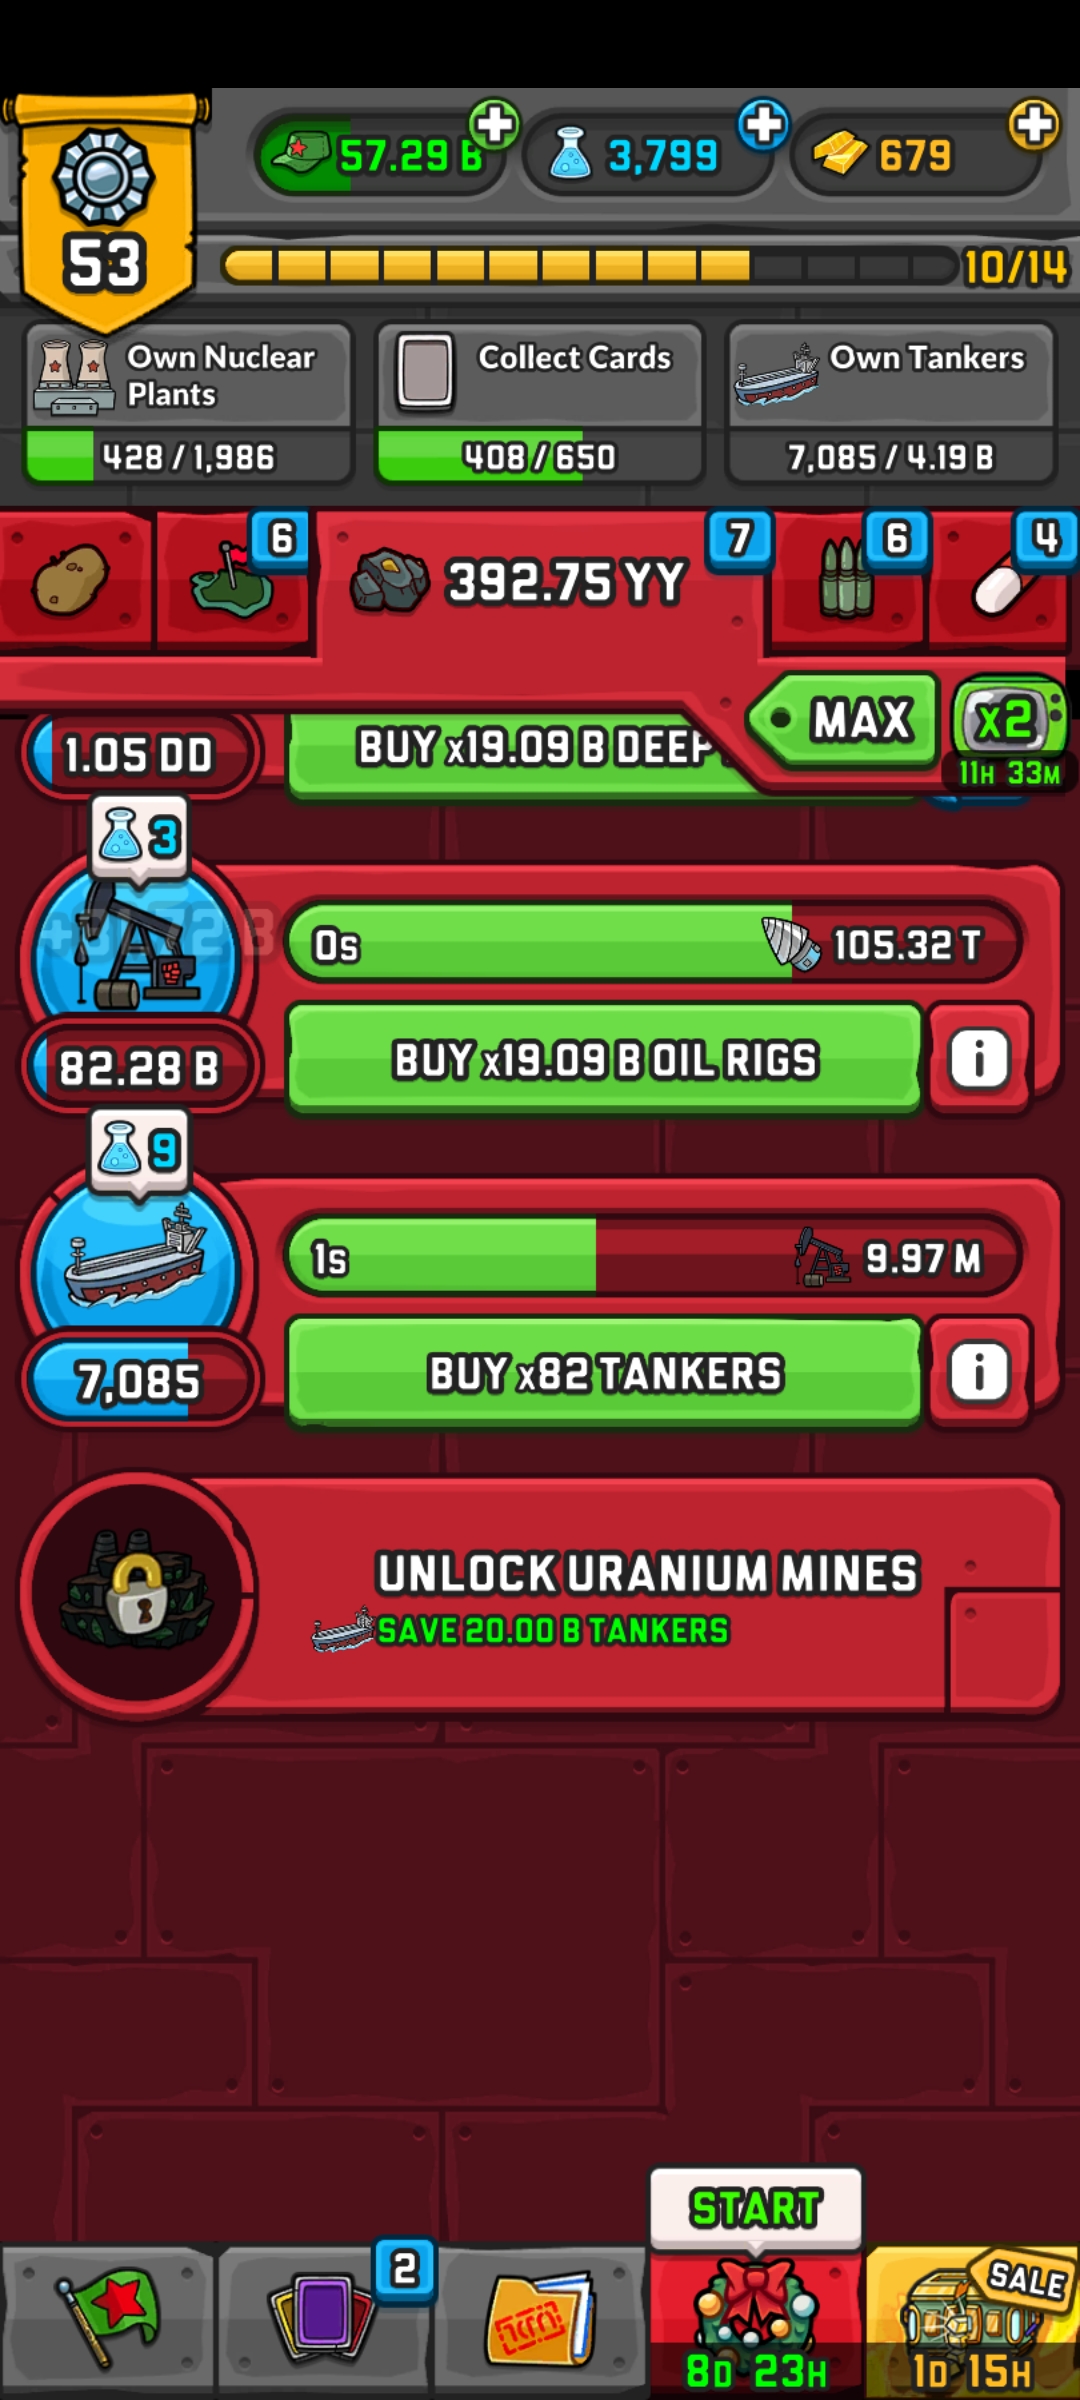 57.29 B
3,799
679
53
10/14
Own Nuclear
Plants
Collect Cards
Own Tankers
428/1,986
408/650
7,085/4.19 B
6
392.75 YY
7
6
4
MAX
x2
11H 33M
1.05 DD
BUY x19.09 B DEEP
3
0s
105.32 T
82.28 B
BUY x19.09 B OIL RIGS
i
9
1s
9.97 M
7,085
BUY x82 TANKERS
i
UNLOCK URANIUM MINES
SAVE 20.00 B TANKERS
START
2
SALE
8D 23H
1D 15H